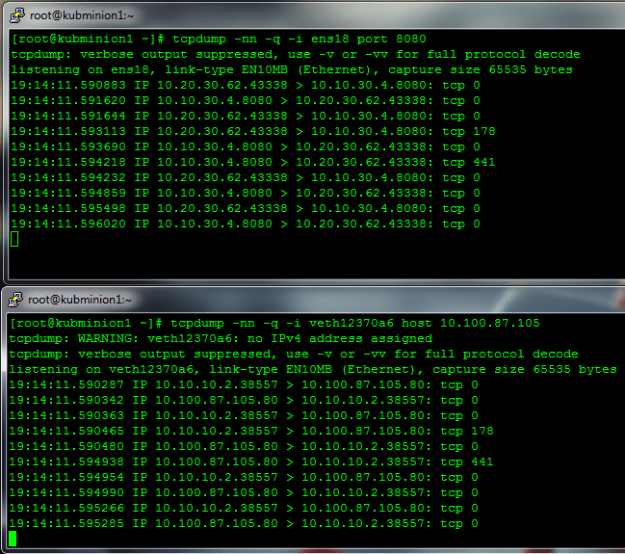 root@kubminion1:~
[root@kubminion1 ~]# tcpdump -nn -q -i ens18 port 8080
tcpdump: verbose output suppressed, use -v or -vv for full protocol decode
listening on ens18, link-type EN10MB (Ethernet), capture size 65535 bytes
19:14:11.590883 IP 10.20.30.62.43338 > 10.10.30.4.8080: tcp 0
19:14:11.591620 IP 10.10.30.4.8080 > 10.20.30.62.43338: tcp 0
19:14:11.591644 IP 10.20.30.62.43338 > 10.10.30.4.8080: tcp 0
19:14:11.593113 IP 10.20.30.62.43338 > 10.10.30.4.8080: tcp 178
19:14:11.593690 IP 10.10.30.4.8080 > 10.20.30.62.43338: tcp 0
19:14:11.594218 IP 10.10.30.4.8080 > 10.20.30.62.43338: tcp 441
19:14:11.594232 IP 10.20.30.62.43338 > 10.10.30.4.8080: tcp 0
19:14:11.594859 IP 10.10.30.4.8080 > 10.20.30.62.43338: tcp 0
19:14:11.595498 IP 10.20.30.62.43338 > 10.10.30.4.8080: tcp 0
19:14:11.596020 IP 10.10.30.4.8080 > 10.20.30.62.43338: tcp 0
root@kubminion1:~
[root@kubminion1 ~]# tcpdump -nn -q -i veth12370a6 host 10.100.87.105
tcpdump: WARNING: veth12370a6: no IPv4 address assigned
tcpdump: verbose output suppressed, use -v or -vv for full protocol decode
listening on veth12370a6, link-type EN10MB (Ethernet), capture size 65535 bytes
19:14:11.590287 IP 10.10.10.2.38557 > 10.100.87.105.80: tcp 0
19:14:11.590342 IP 10.100.87.105.80 > 10.10.10.2.38557: tcp 0
19:14:11.590363 IP 10.10.10.2.38557 > 10.100.87.105.80: tcp 0
19:14:11.590465 IP 10.10.10.2.38557 > 10.100.87.105.80: tcp 178
19:14:11.590480 IP 10.100.87.105.80 > 10.10.10.2.38557: tcp 0
19:14:11.594938 IP 10.100.87.105.80 > 10.10.10.2.38557: tcp 441
19:14:11.594954 IP 10.10.10.2.38557 > 10.100.87.105.80: tcp 0
19:14:11.594990 IP 10.100.87.105.80 > 10.10.10.2.38557: tcp 0
19:14:11.595266 IP 10.10.10.2.38557 > 10.100.87.105.80: tcp 0
19:14:11.595285 IP 10.100.87.105.80 > 10.10.10.2.38557: tcp 0